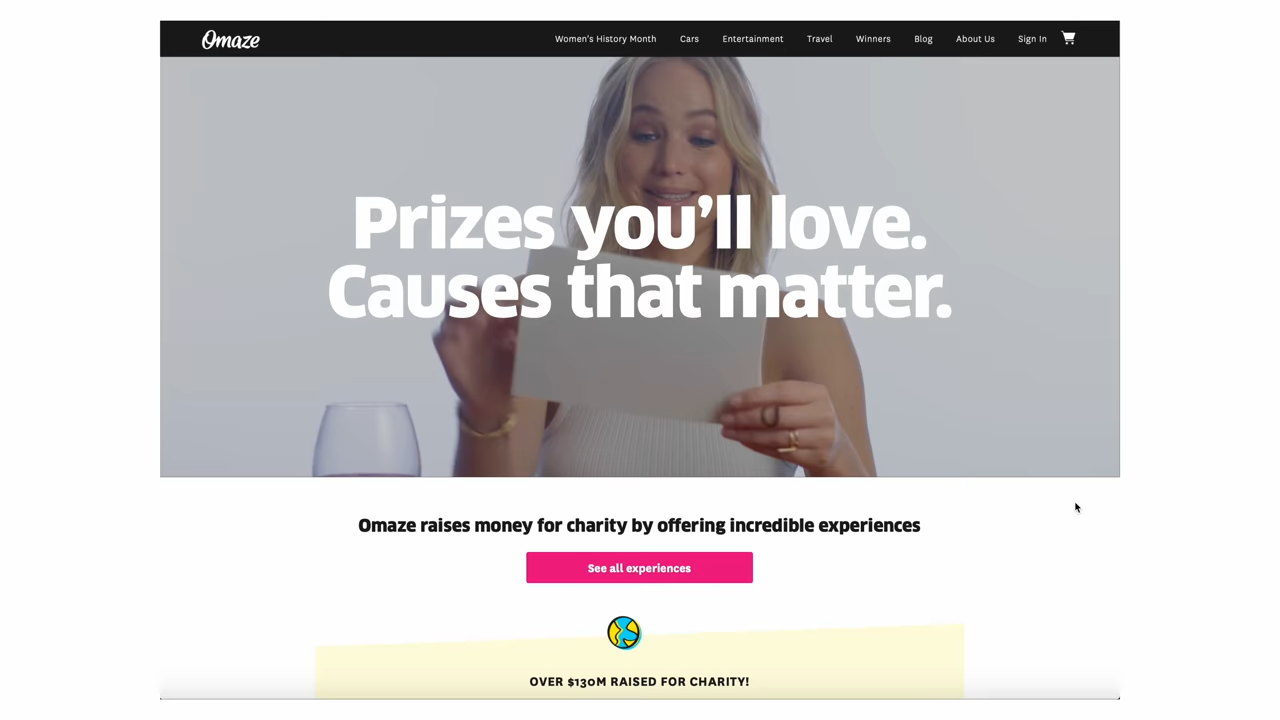 Omaze
Women's History Month Cars Entertainment Travel Winners Blog About Us Sign In
Prizes you’ll love.
Causes that matter.
Omaze raises money for charity by offering incredible experiences
See all experiences
OVER $130M RAISED FOR CHARITY!